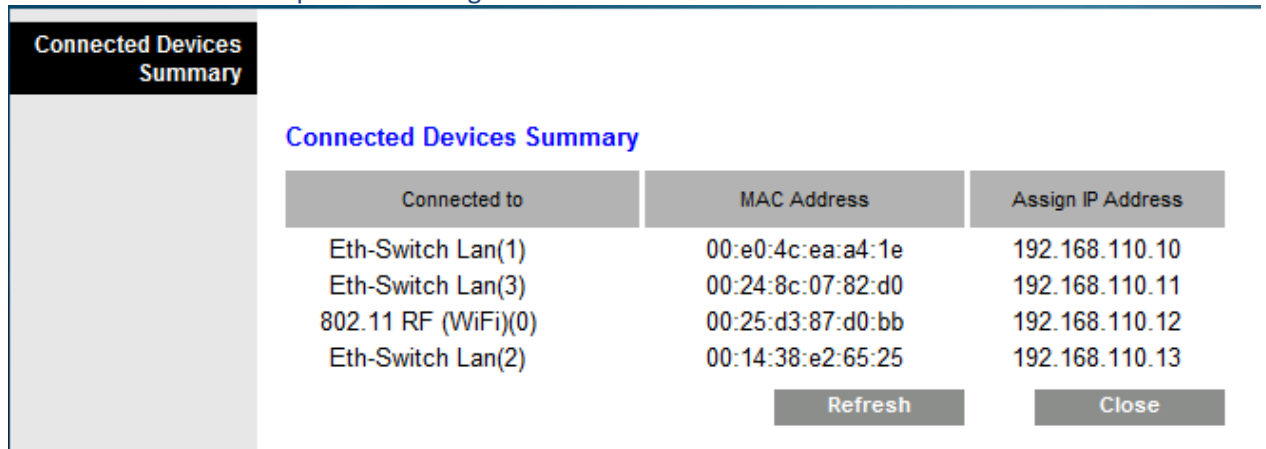 Connected Devices
Summary
Connected Devices Summary
Connected to MAC Address Assign IP Address
Eth-Switch Lan(1) 00:e0:4c:ea:a4:1e 192.168.110.10
Eth-Switch Lan(3) 00:24:8c:07:82:d0 192.168.110.11
802.11 RF (WiFi)(0) 00:25:d3:87:d0:bb 192.168.110.12
Eth-Switch Lan(2) 00:14:38:e2:65:25 192.168.110.13
Refresh Close